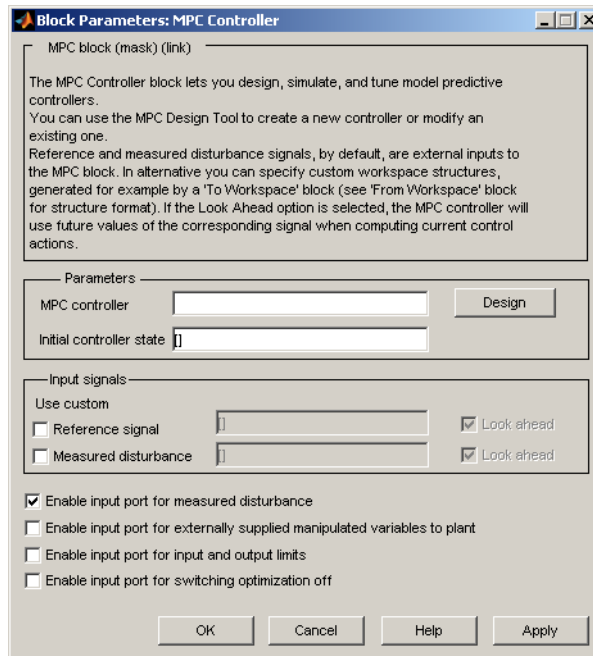 Block Parameters: MPC Controller
MPC block (mask) (link)
The MPC Controller block lets you design, simulate, and tune model predictive
controllers.
You can use the MPC Design Tool to create a new controller or modify an
existing one.
Reference and measured disturbance signals, by default, are external inputs to
the MPC block. In alternative you can specify custom workspace structures,
generated for example by a 'To Workspace' block (see 'From Workspace' block
for structure format). If the Look Ahead option is selected, the MPC controller will
use future values of the corresponding signal when computing current control
actions.
Parameters
MPC controller Design
Initial controller state []
Input signals
Use custom
Reference signal [] Look ahead
Measured disturbance [] Look ahead
Enable input port for measured disturbance
Enable input port for externally supplied manipulated variables to plant
Enable input port for input and output limits
Enable input port for switching optimization off
OK Cancel Help Apply